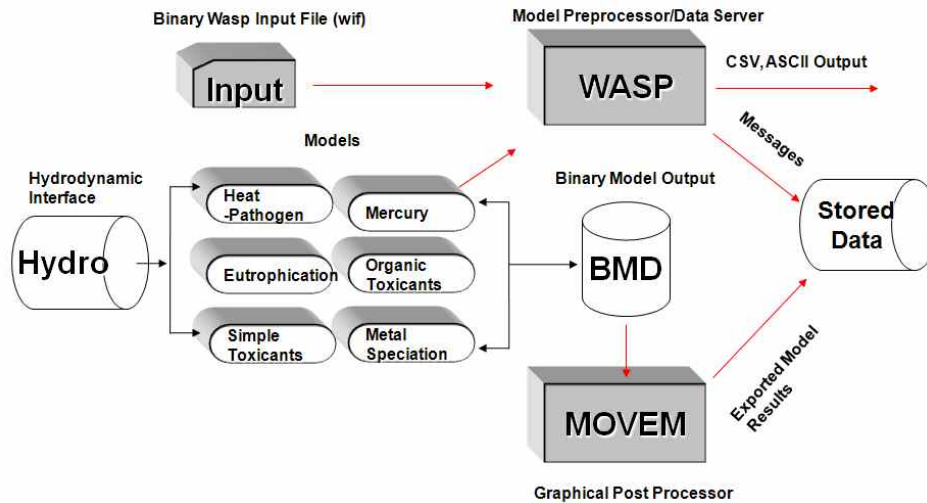 Binary Wasp Input File (wif)
Model Preprocessor/Data Server
Input
WASP
CSV, ASCII Output
Messages
Models
Hydrodynamic
Interface
Hydro
Heat
-Pathogen
Mercury
Eutrophication
Organic
Toxicants
Simple
Toxicants
Metal
Speciation
Binary Model Output
BMD
Stored
Data
MOVEM
Exported Model
Results
Graphical Post Processor